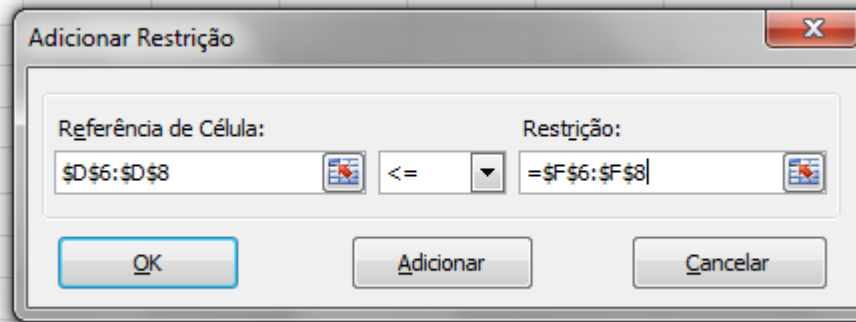 Adicionar Restrição
Referência de Célula: Restrição:
$D$6:$D$8 <= =$F$6:$F$8
OK Adicionar Cancelar